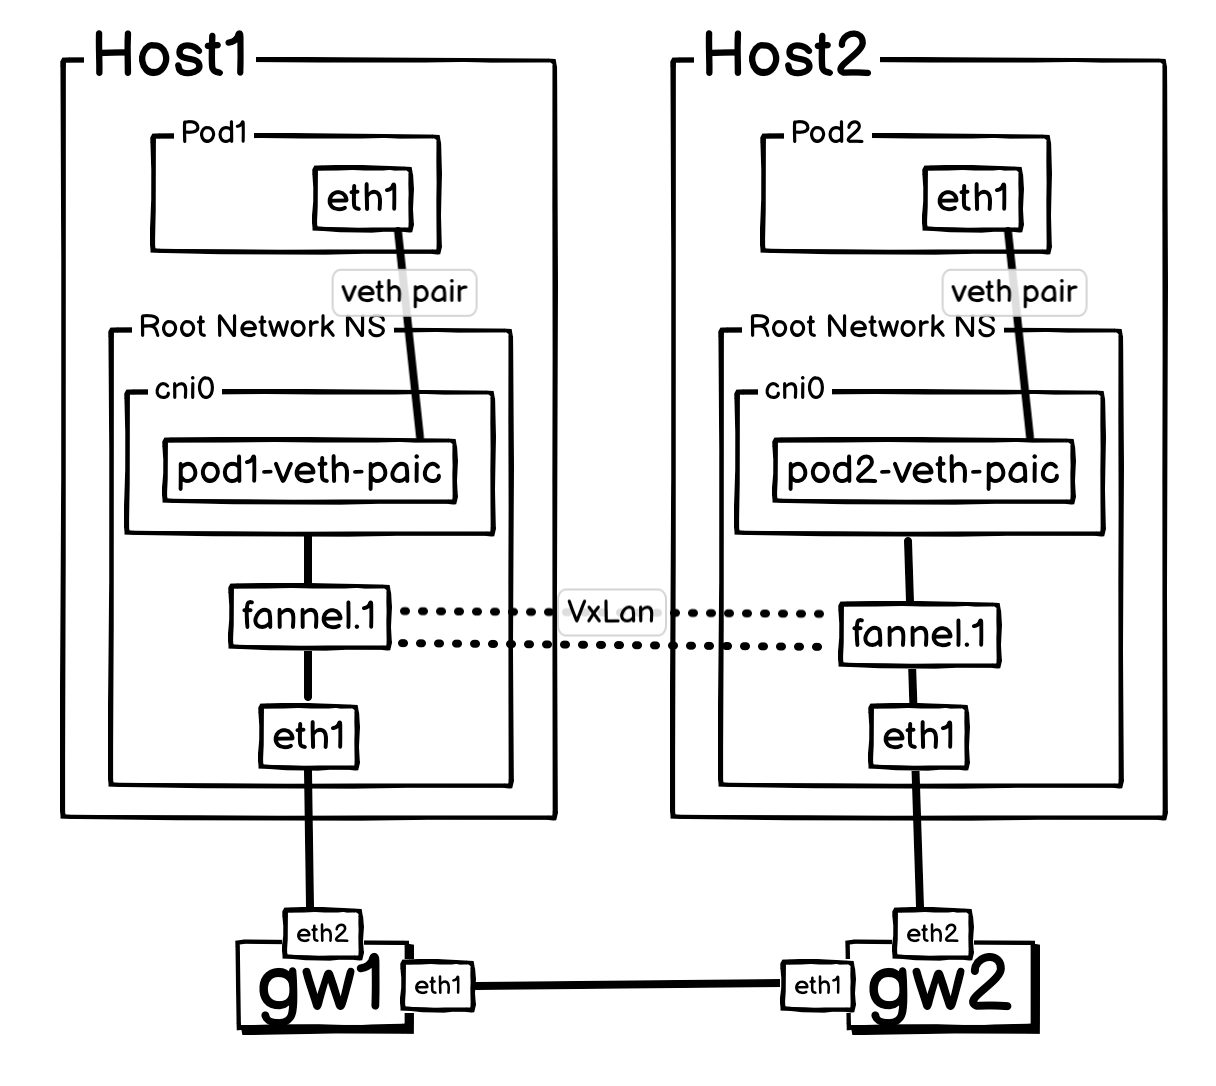 Host1
Pod1
eth1
veth pair
Root Network NS
cni0
pod1-veth-paic
fannel.1
eth1
VxLan
Host2
Pod2
eth1
veth pair
Root Network NS
cni0
pod2-veth-paic
fannel.1
eth1
eth2
gw1
eth1
eth2
eth1
gw2